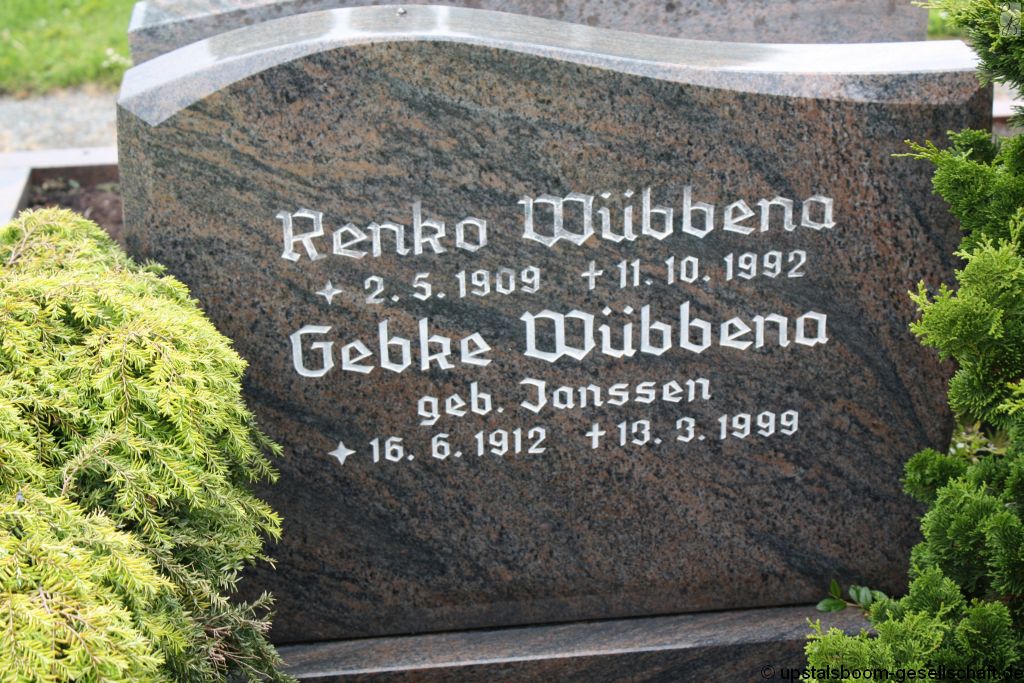 Renko Wübbena
✦ 2. 5. 1909 ✝ 11. 10. 1992
Gebke Wübbena
geb. Janssen
✦ 16. 6. 1912 ✝ 13. 3. 1999
© upstalsboom-gesellschaft.de